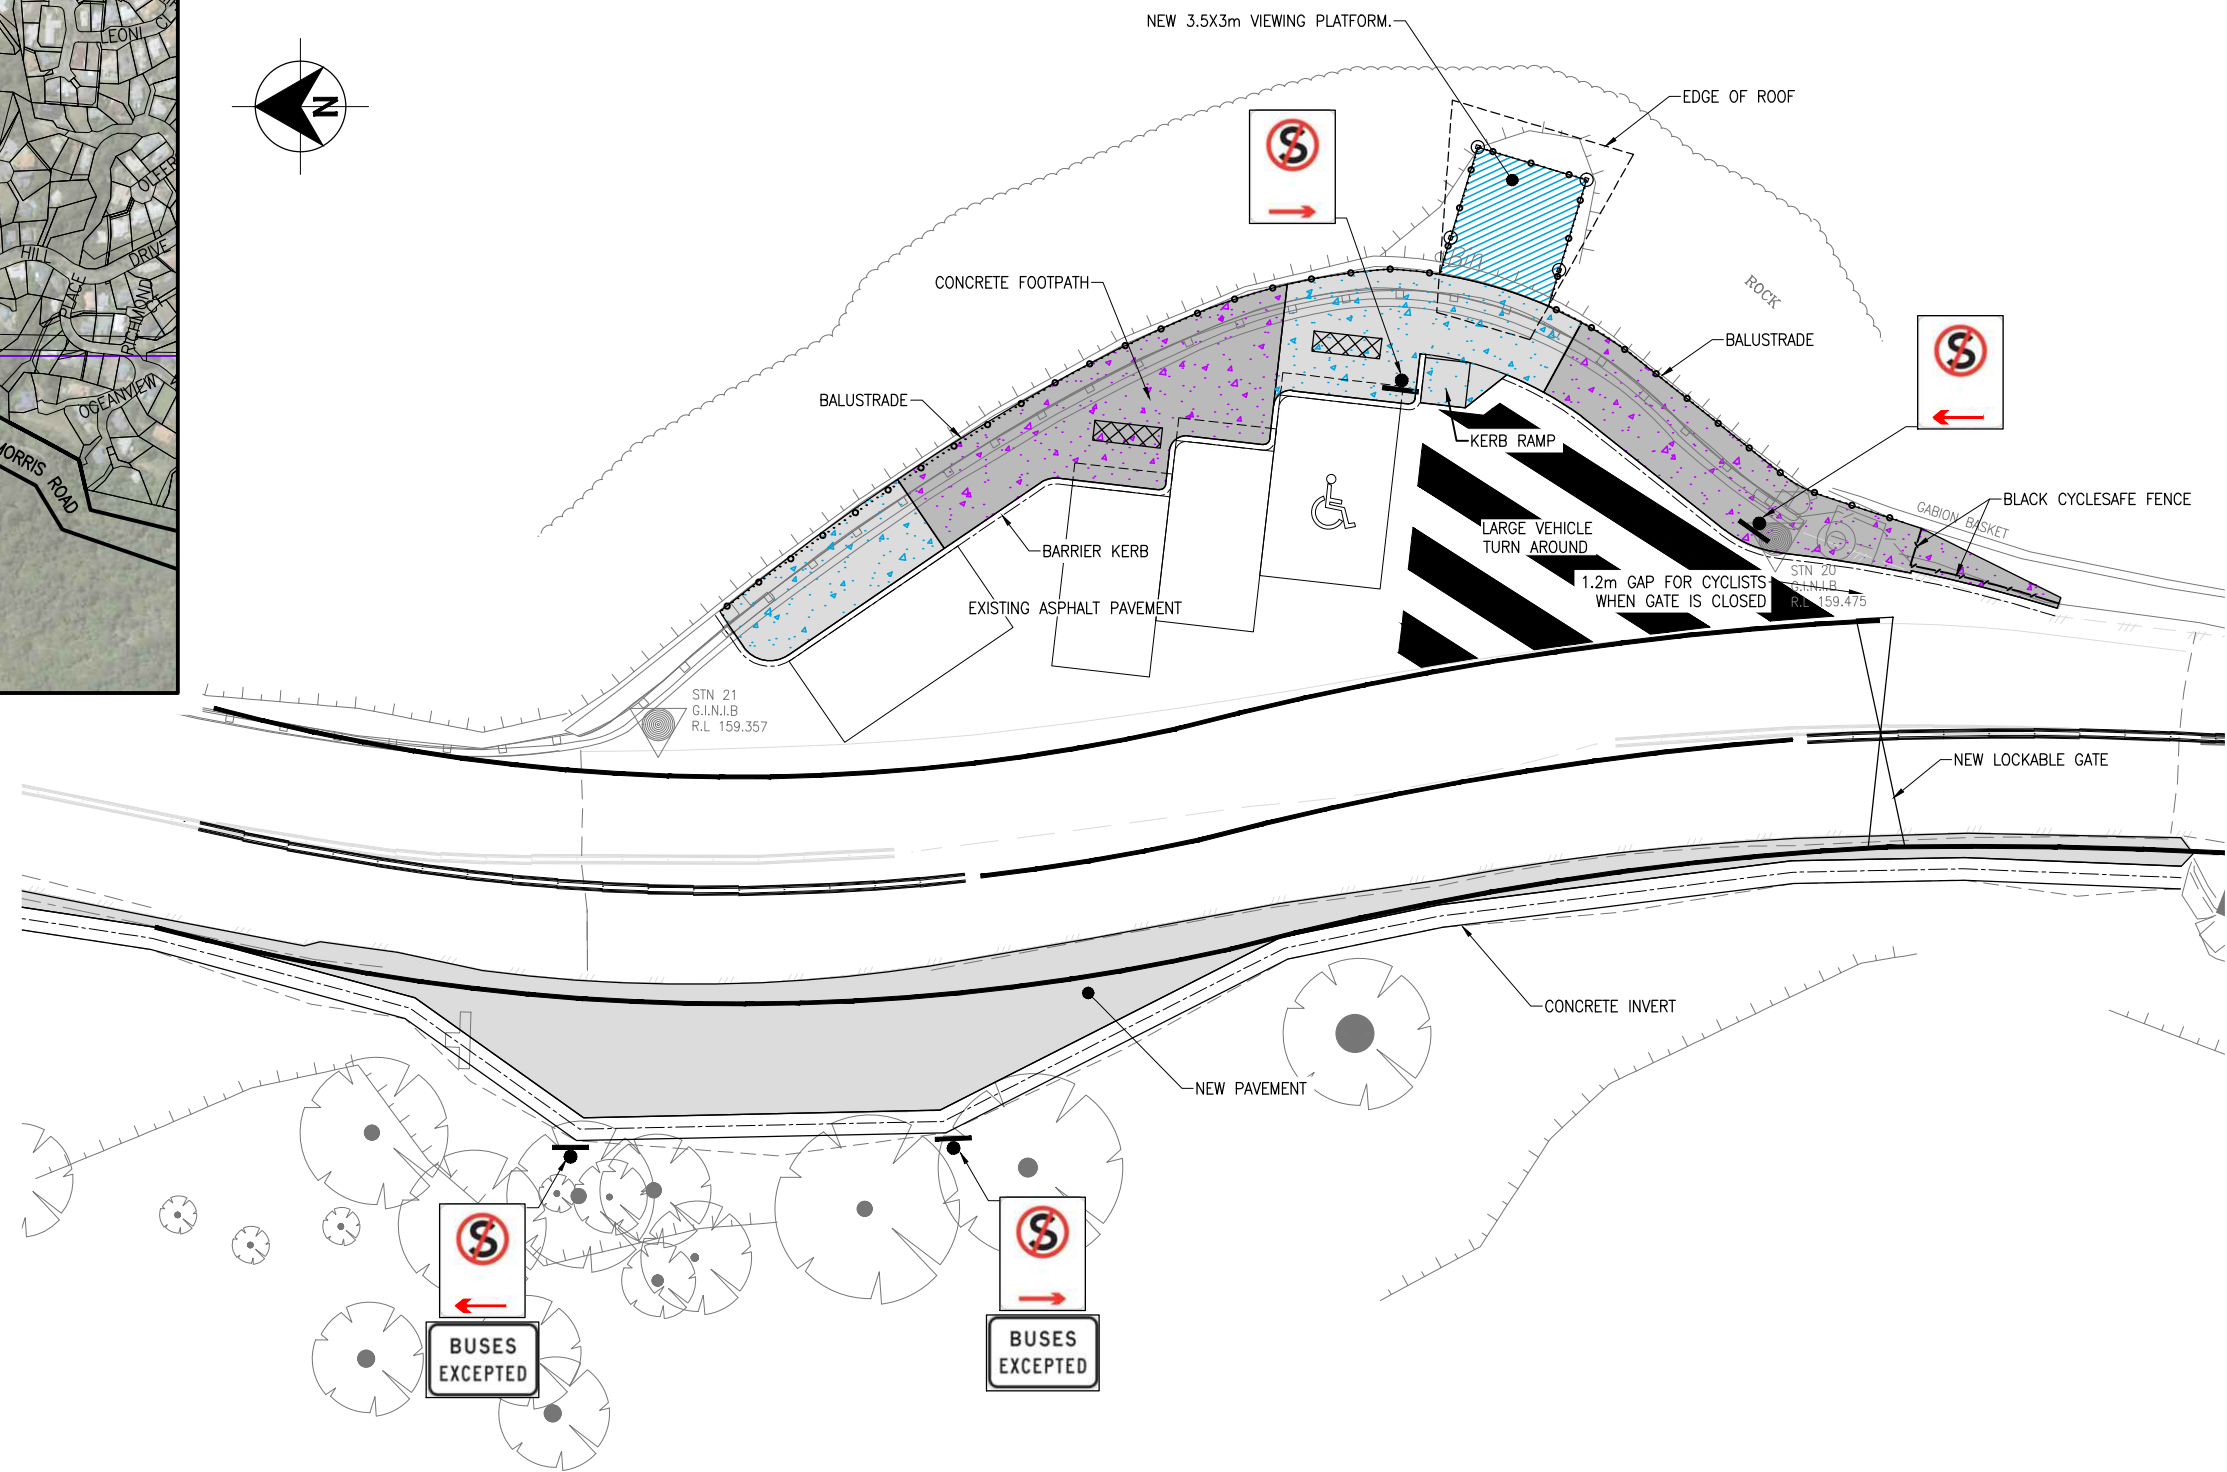 LEONI
HILL
DRIVE
PLACE
OCEANVIEW
MORRIS ROAD
N
NEW 3.5X3m VIEWING PLATFORM.
EDGE OF ROOF
S
Bin
CONCRETE FOOTPATH
ROCK
BALUSTRADE
S
BALUSTRADE
KERB RAMP
BLACK CYCLESAFE FENCE
GABION BASKET
LARGE VEHICLE
TURN AROUND
BARRIER KERB
1.2m GAP FOR CYCLISTS
WHEN GATE IS CLOSED
STN 20
G.I.N.I.B
R.L 159.475
EXISTING ASPHALT PAVEMENT
STN 21
G.I.N.I.B
R.L 159.357
NEW LOCKABLE GATE
CONCRETE INVERT
NEW PAVEMENT
S
BUSES
EXCEPTED
S
BUSES
EXCEPTED